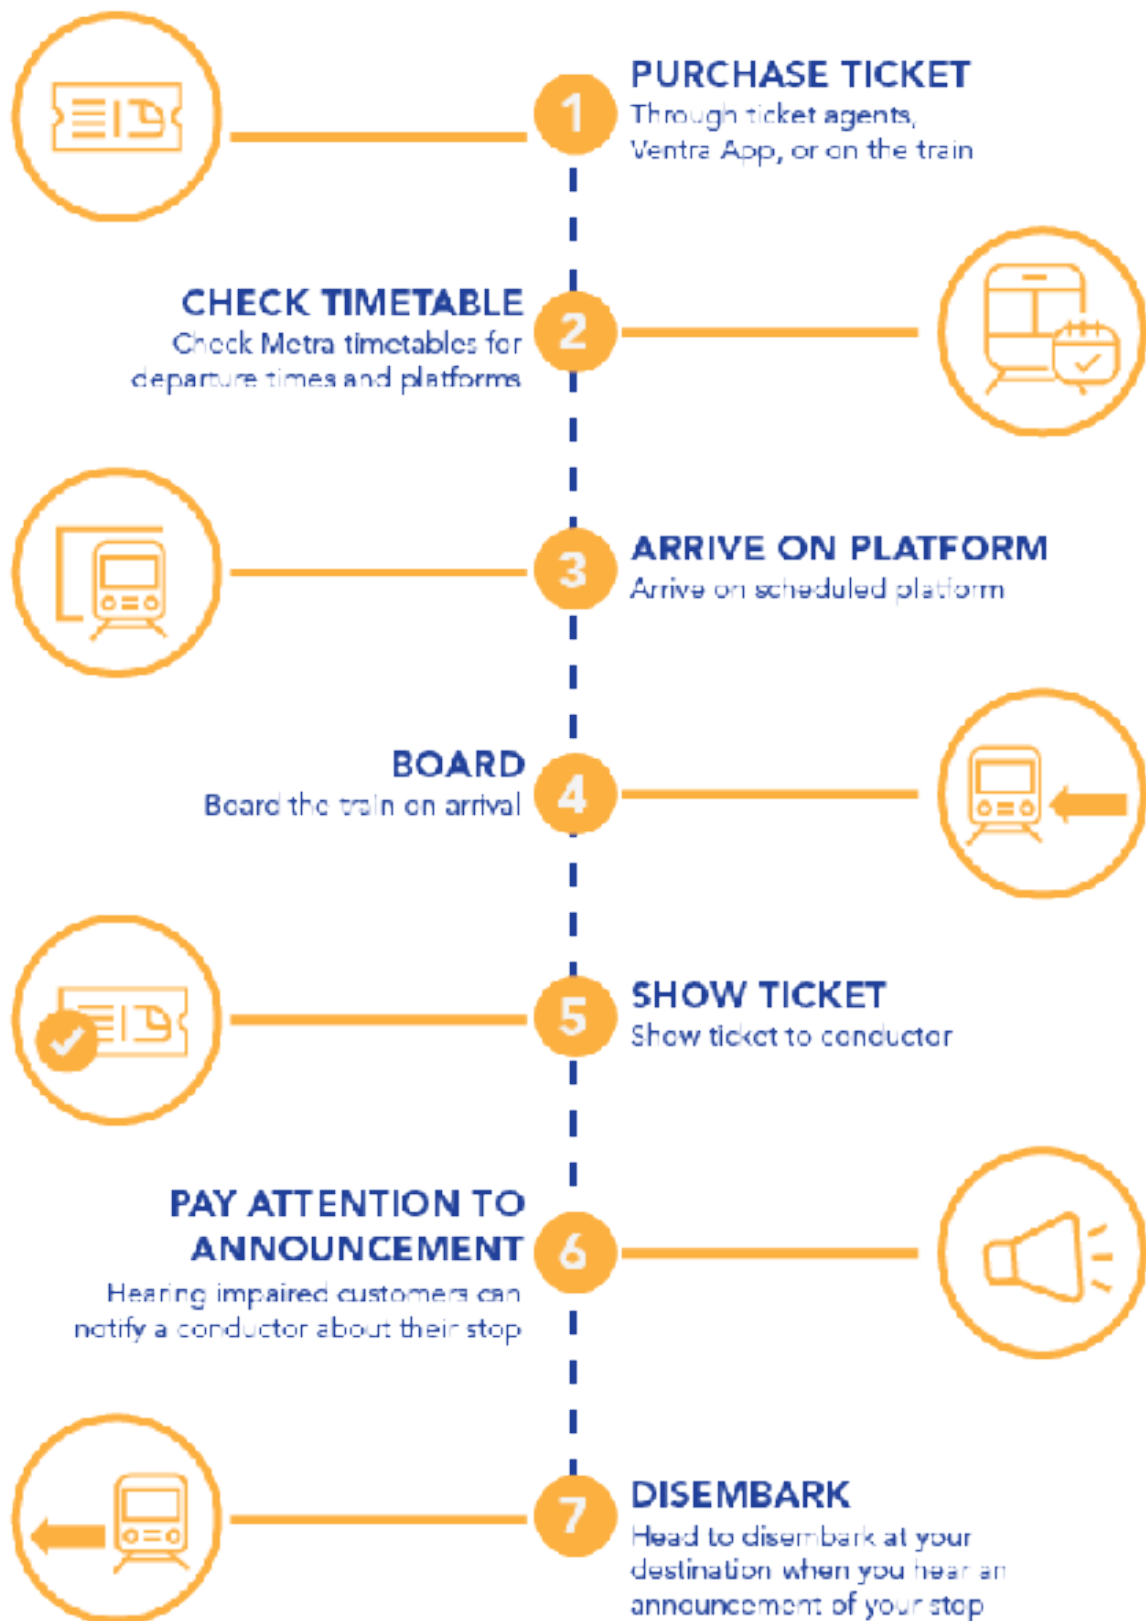 1
PURCHASE TICKET
Through ticket agents,
Ventra App, or on the train
2
CHECK TIMETABLE
Check Metra timetables for
departure times and platforms
3
ARRIVE ON PLATFORM
Arrive on scheduled platform
4
BOARD
Board the train on arrival
5
SHOW TICKET
Show ticket to conductor
6
PAY ATTENTION TO
ANNOUNCEMENT
Hearing impaired customers can
notify a conductor about their stop
7
DISEMBARK
Head to disembark at your
destination when you hear an
announcement of your stop